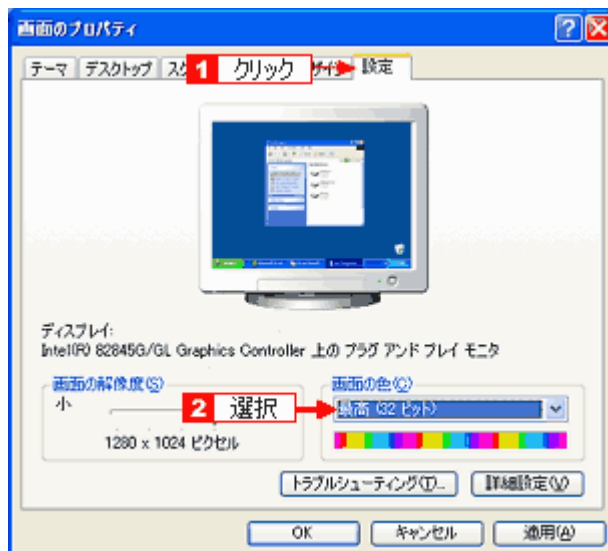 画面のプロパティ
テーマ デスクトップ スク 1 クリック ザイン 設定
ディスプレイ:
Intel(R) 82845G/GL Graphics Controller 上の プラグ アンド プレイ モニタ
画面の解像度(S)
小
1280 x 1024 ピクセル
画面の色(C)
2 選択
最高 (32 ビット)
トラブルシューティング(T)... 詳細設定(V)
OK キャンセル 適用(A)